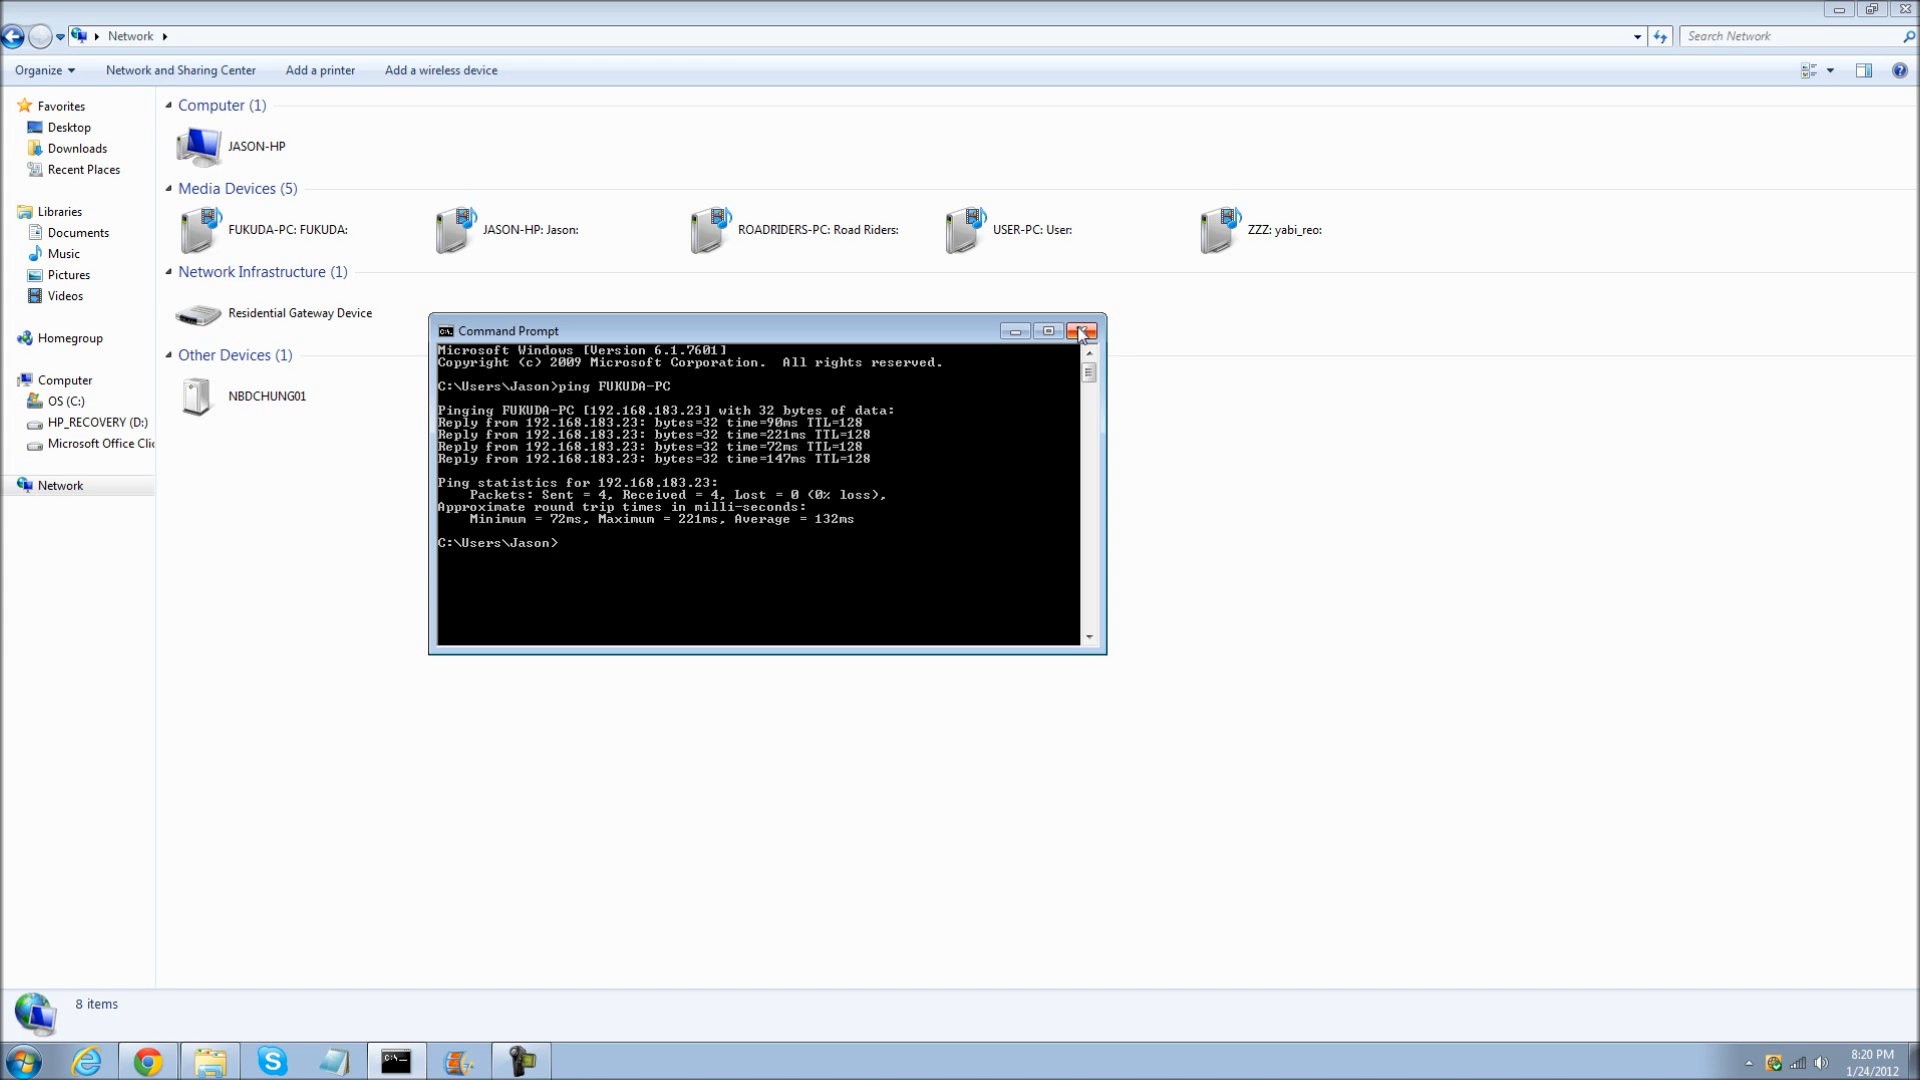 Network
Search Network
Organize
Network and Sharing Center
Add a printer
Add a wireless device
Favorites
Desktop
Downloads
Recent Places
Libraries
Documents
Music
Pictures
Videos
Homegroup
Computer
OS (C:)
HP_RECOVERY (D:)
Microsoft Office Clic
Network
Computer (1)
JASON-HP
Media Devices (5)
FUKUDA-PC: FUKUDA:
JASON-HP: Jason:
ROADRIDERS-PC: Road Riders:
USER-PC: User:
ZZZ: yabi_reo:
Network Infrastructure (1)
Residential Gateway Device
Other Devices (1)
NBDCHUNG01
Command Prompt
Microsoft Windows [Version 6.1.7601]
Copyright (c) 2009 Microsoft Corporation.  All rights reserved.
C:\Users\Jason>ping FUKUDA-PC
Pinging FUKUDA-PC [192.168.183.23] with 32 bytes of data:
Reply from 192.168.183.23: bytes=32 time=90ms TTL=128
Reply from 192.168.183.23: bytes=32 time=221ms TTL=128
Reply from 192.168.183.23: bytes=32 time=72ms TTL=128
Reply from 192.168.183.23: bytes=32 time=147ms TTL=128
Ping statistics for 192.168.183.23:
Packets: Sent = 4, Received = 4, Lost = 0 (0% loss),
Approximate round trip times in milli-seconds:
Minimum = 72ms, Maximum = 221ms, Average = 132ms
C:\Users\Jason>
8 items
8:20 PM
1/24/2012